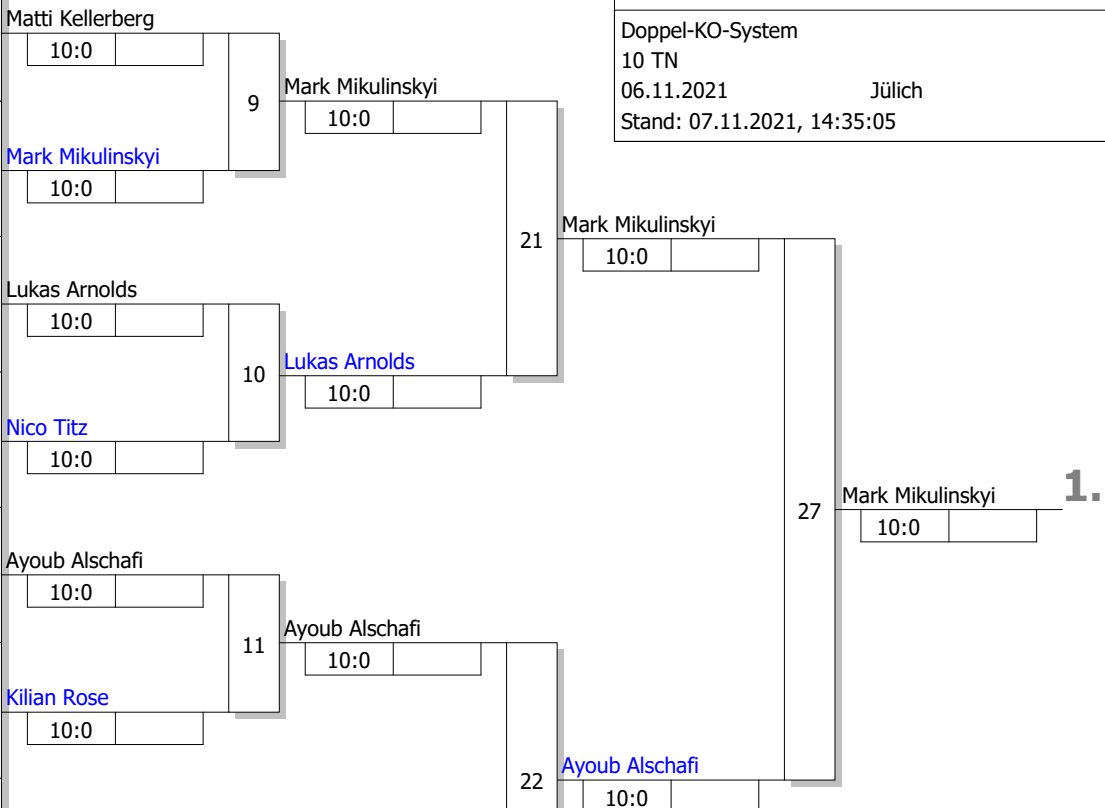 Matti Kellerberg
10:0
9
Mark Mikulinskyi
10:0
Mark Mikulinskyi
10:0
Doppel-KO-System
10 TN
06.11.2021 Jülich
Stand: 07.11.2021, 14:35:05
21
Mark Mikulinskyi
10:0
Lukas Arnolds
10:0
10
Lukas Arnolds
10:0
Nico Titz
10:0
27
Mark Mikulinskyi
10:0
1.
Ayoub Alschafi
10:0
11
Ayoub Alschafi
10:0
Kilian Rose
10:0
22
Ayoub Alschafi
10:0